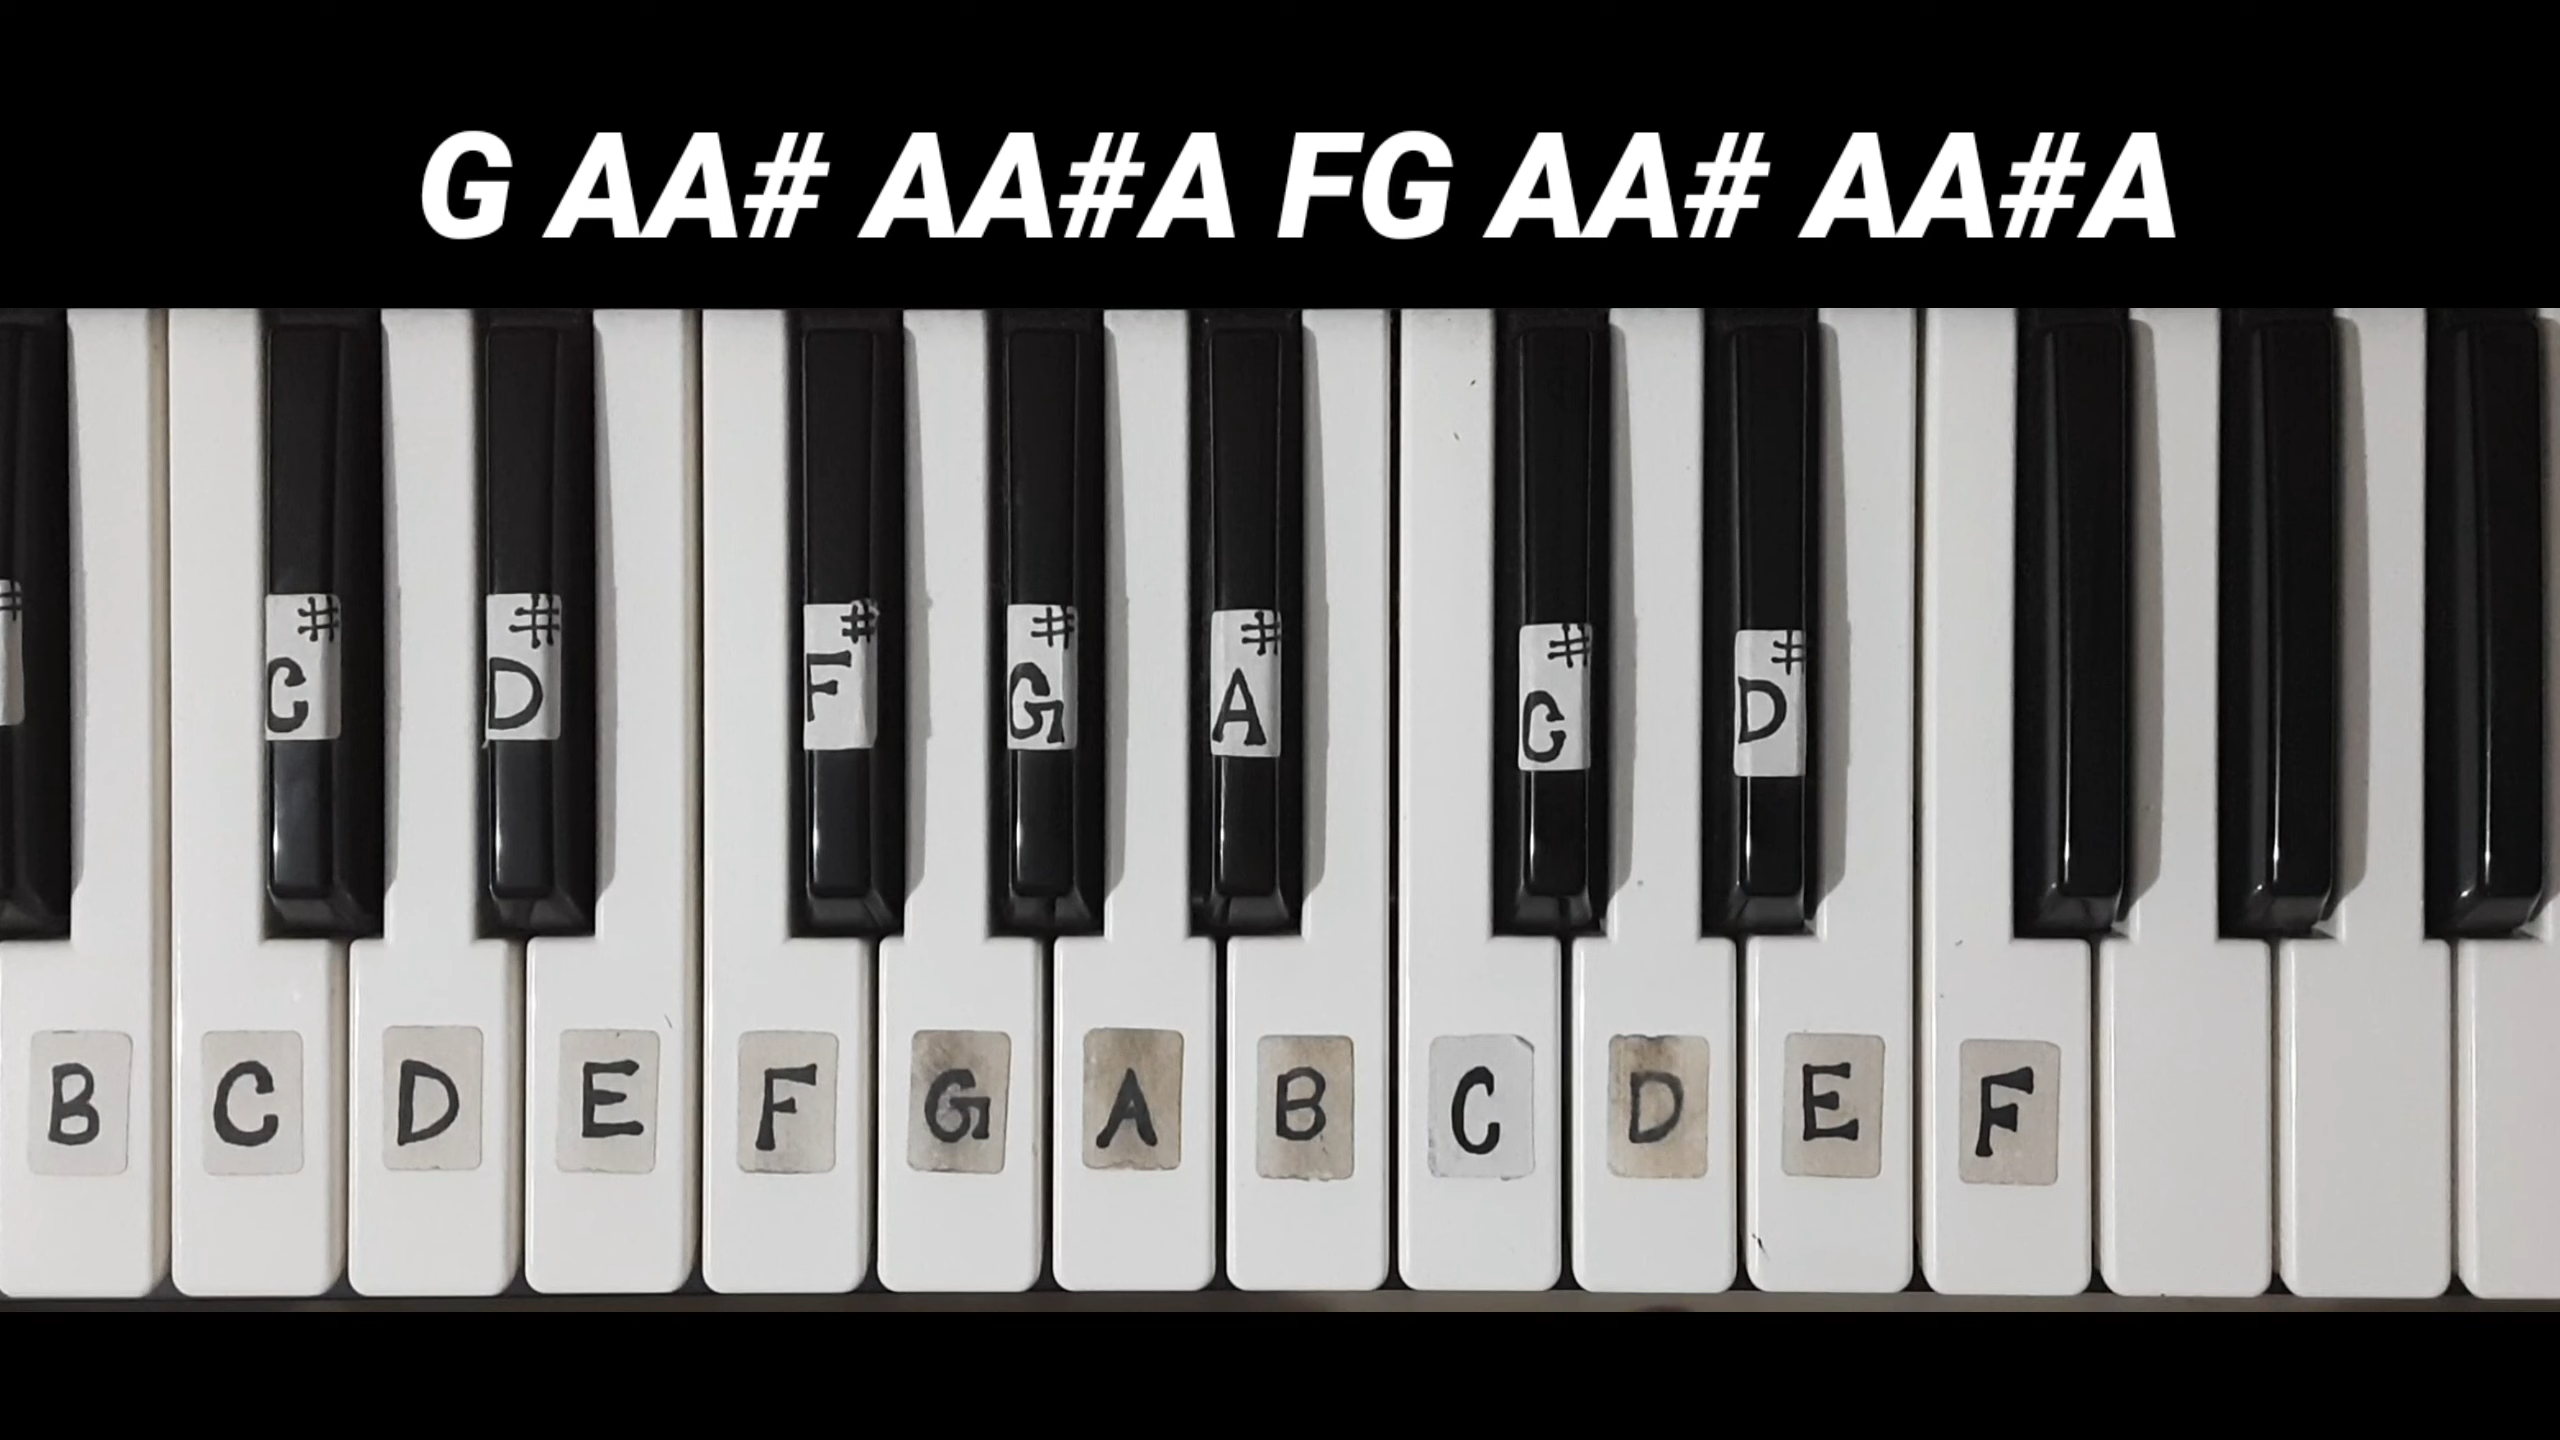 G AA# AA#A FG AA# AA#A
# C# D# F# G# A# C# D#
B C D E F G A B C D E F